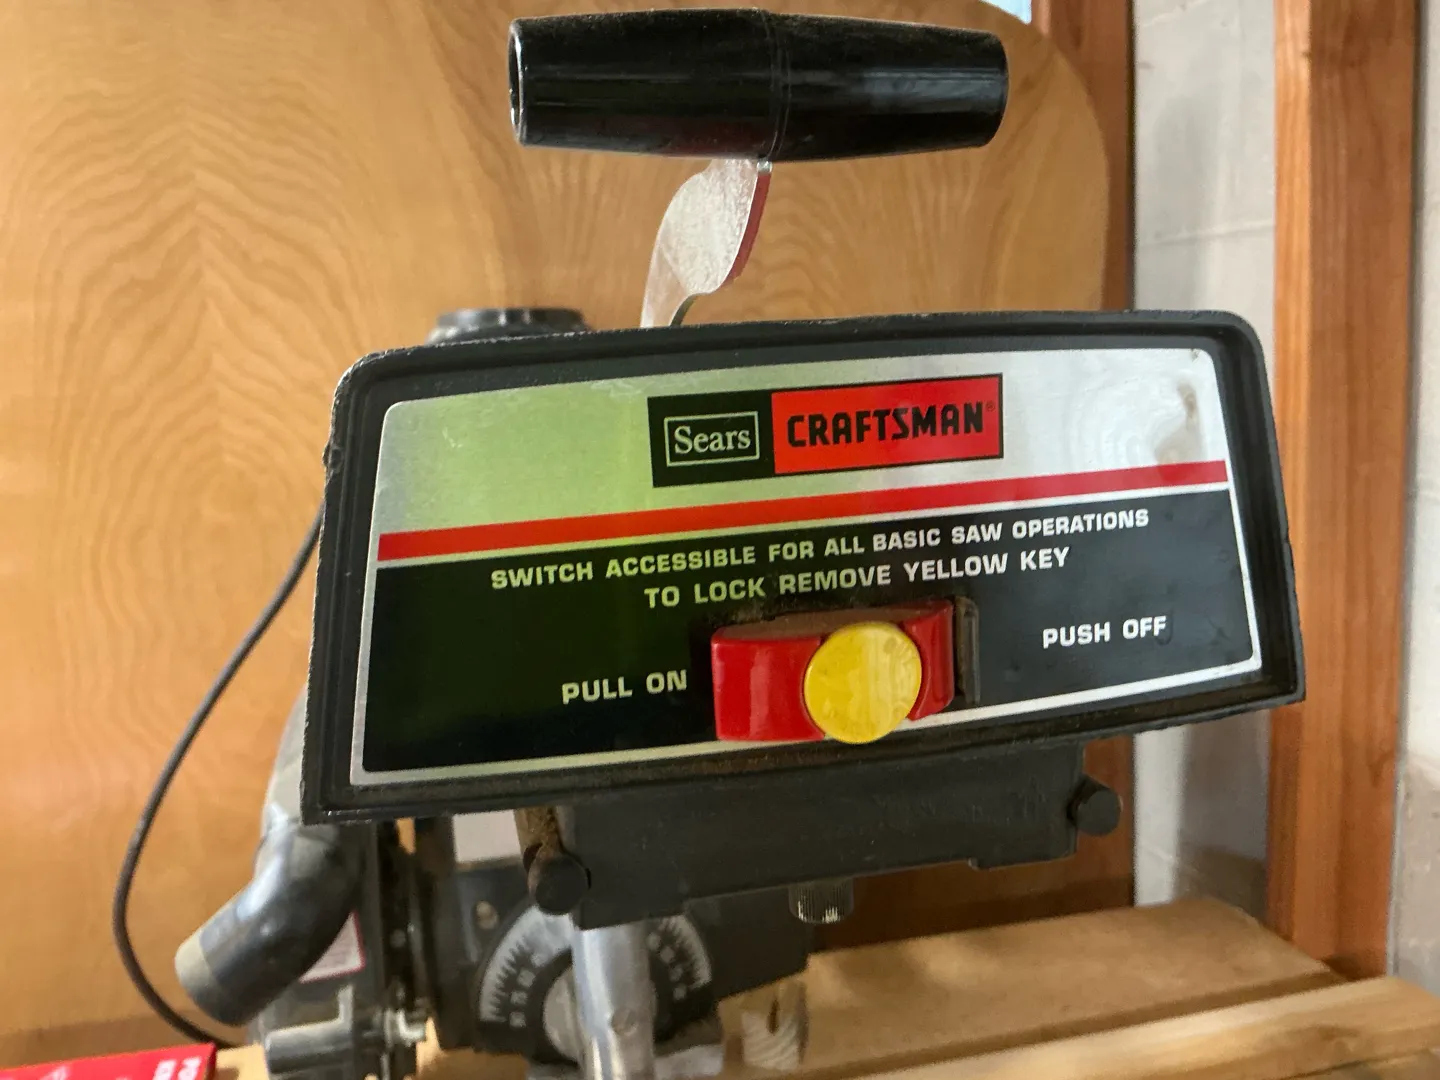 Sears CRAFTSMAN®
SWITCH ACCESSIBLE FOR ALL BASIC SAW OPERATIONS
TO LOCK REMOVE YELLOW KEY
PULL ON
PUSH OFF